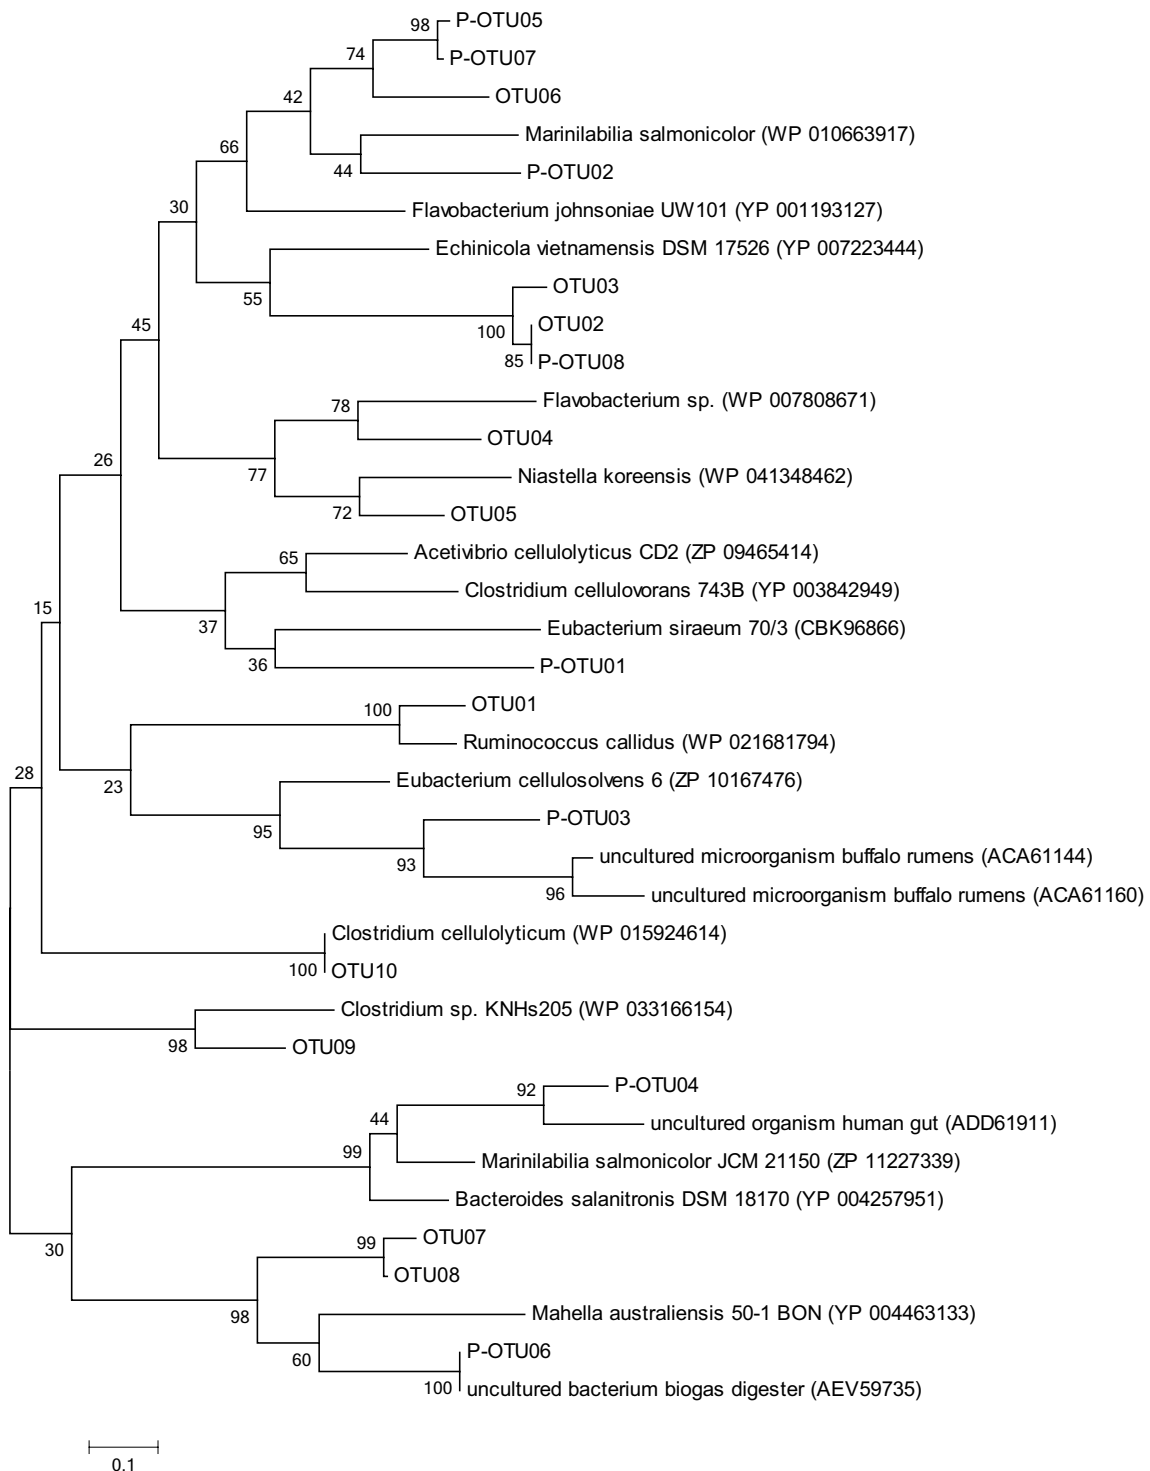 98
P-OTU05
74
P-OTU07
42
OTU06
66
Marinilabilia salmonicolor (WP 010663917)
44
P-OTU02
30
Flavobacterium johnsoniae UW101 (YP 001193127)
Echinicola vietnamensis DSM 17526 (YP 007223444)
55
OTU03
45
100
OTU02
85
P-OTU08
78
Flavobacterium sp. (WP 007808671)
OTU04
26
77
Niastella koreensis (WP 041348462)
72
OTU05
65
Acetivibrio cellulolyticus CD2 (ZP 09465414)
Clostridium cellulovorans 743B (YP 003842949)
15
37
Eubacterium siraeum 70/3 (CBK96866)
36
P-OTU01
100
OTU01
Ruminococcus callidus (WP 021681794)
28
23
Eubacterium cellulosolvens 6 (ZP 10167476)
95
P-OTU03
93
uncultured microorganism buffalo rumens (ACA61144)
96
uncultured microorganism buffalo rumens (ACA61160)
Clostridium cellulolyticum (WP 015924614)
100
OTU10
Clostridium sp. KNHs205 (WP 033166154)
98
OTU09
92
P-OTU04
44
uncultured organism human gut (ADD61911)
99
Marinilabilia salmonicolor JCM 21150 (ZP 11227339)
Bacteroides salanitronis DSM 18170 (YP 004257951)
30
99
OTU07
OTU08
98
Mahella australiensis 50-1 BON (YP 004463133)
60
P-OTU06
100
uncultured bacterium biogas digester (AEV59735)
0.1